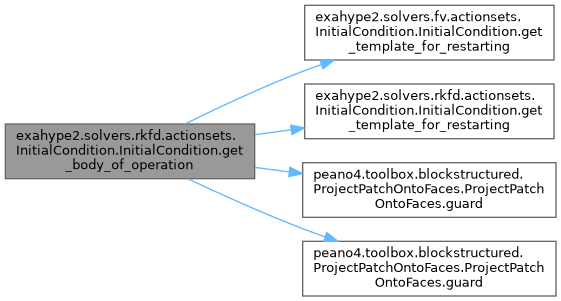 exahype2.solvers.fv.actionsets.
InitialCondition.InitialCondition.get
_template_for_restarting
exahype2.solvers.rkfd.actionsets.
InitialCondition.InitialCondition.get
_template_for_restarting
exahype2.solvers.rkfd.actionsets.
InitialCondition.InitialCondition.get
_body_of_operation
peano4.toolbox.blockstructured.
ProjectPatchOntoFaces.ProjectPatch
OntoFaces.guard
peano4.toolbox.blockstructured.
ProjectPatchOntoFaces.ProjectPatch
OntoFaces.guard